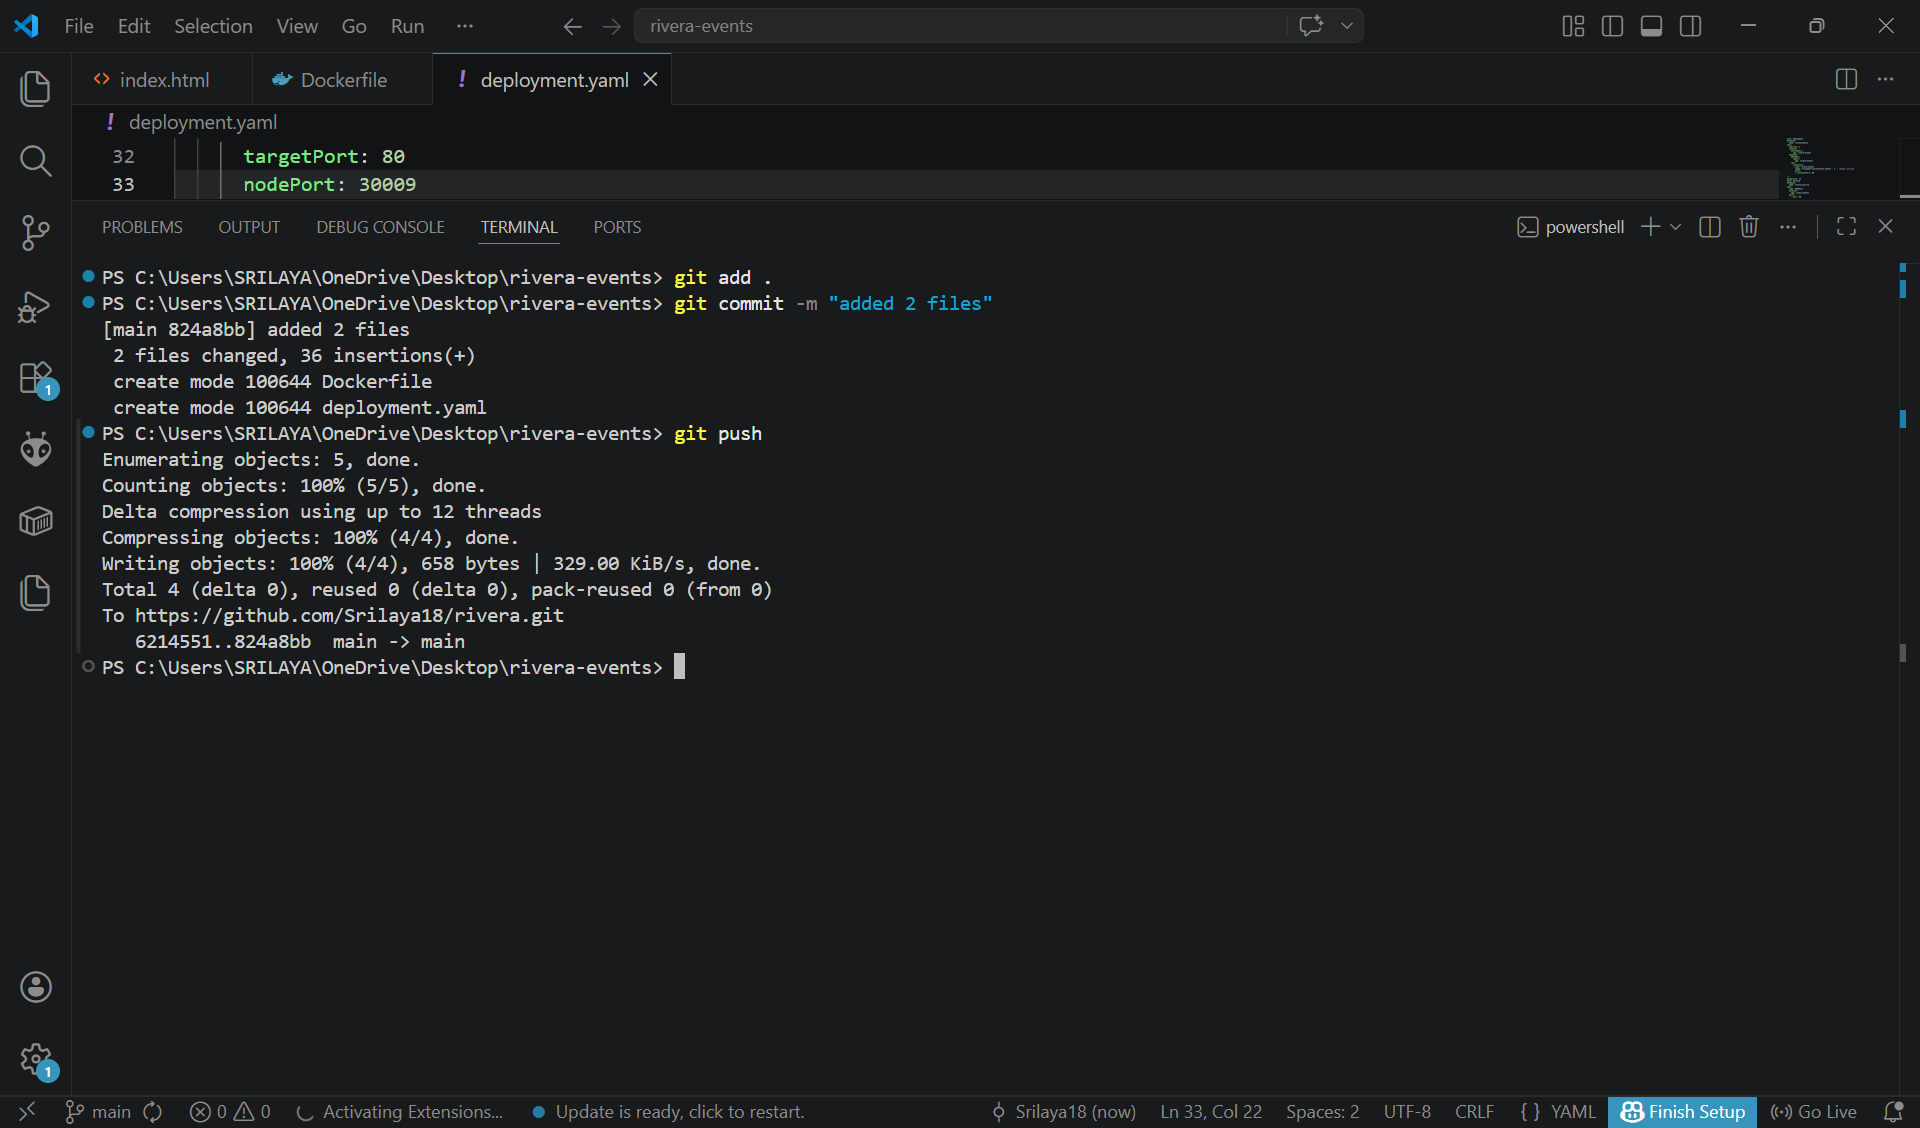 File Edit Selection View Go Run ··· rivera-events
index.html Dockerfile ! deployment.yaml
! deployment.yaml
32 targetPort: 80
33 nodePort: 30009
PROBLEMS OUTPUT DEBUG CONSOLE TERMINAL PORTS powershell
PS C:\Users\SRILAYA\OneDrive\Desktop\rivera-events> git add .
PS C:\Users\SRILAYA\OneDrive\Desktop\rivera-events> git commit -m "added 2 files"
[main 824a8bb] added 2 files
2 files changed, 36 insertions(+)
create mode 100644 Dockerfile
create mode 100644 deployment.yaml
PS C:\Users\SRILAYA\OneDrive\Desktop\rivera-events> git push
Enumerating objects: 5, done.
Counting objects: 100% (5/5), done.
Delta compression using up to 12 threads
Compressing objects: 100% (4/4), done.
Writing objects: 100% (4/4), 658 bytes | 329.00 KiB/s, done.
Total 4 (delta 0), reused 0 (delta 0), pack-reused 0 (from 0)
To https://github.com/Srilaya18/rivera.git
6214551..824a8bb main -> main
PS C:\Users\SRILAYA\OneDrive\Desktop\rivera-events>
1
1
main 0 0 Activating Extensions... Update is ready, click to restart. Srilaya18 (now) Ln 33, Col 22 Spaces: 2 UTF-8 CRLF { } YAML Finish Setup Go Live